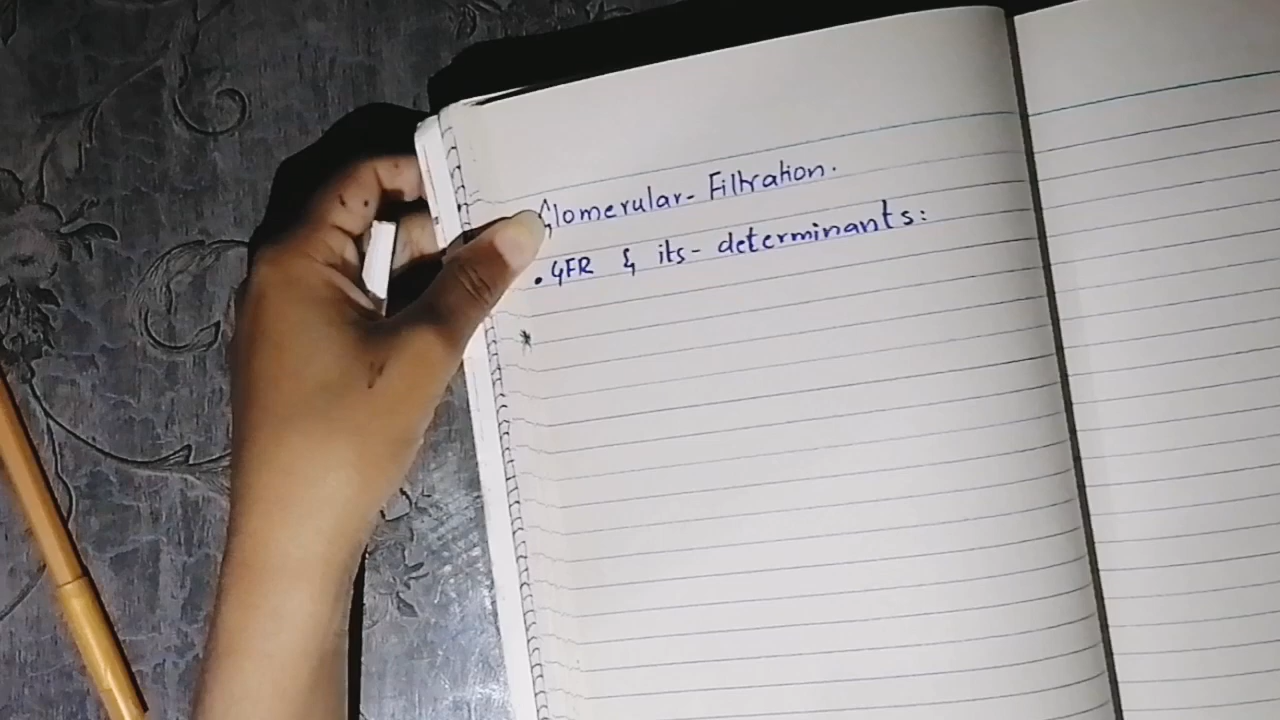 Glomerular- Filtration.
• GFR & its- determinants:
*